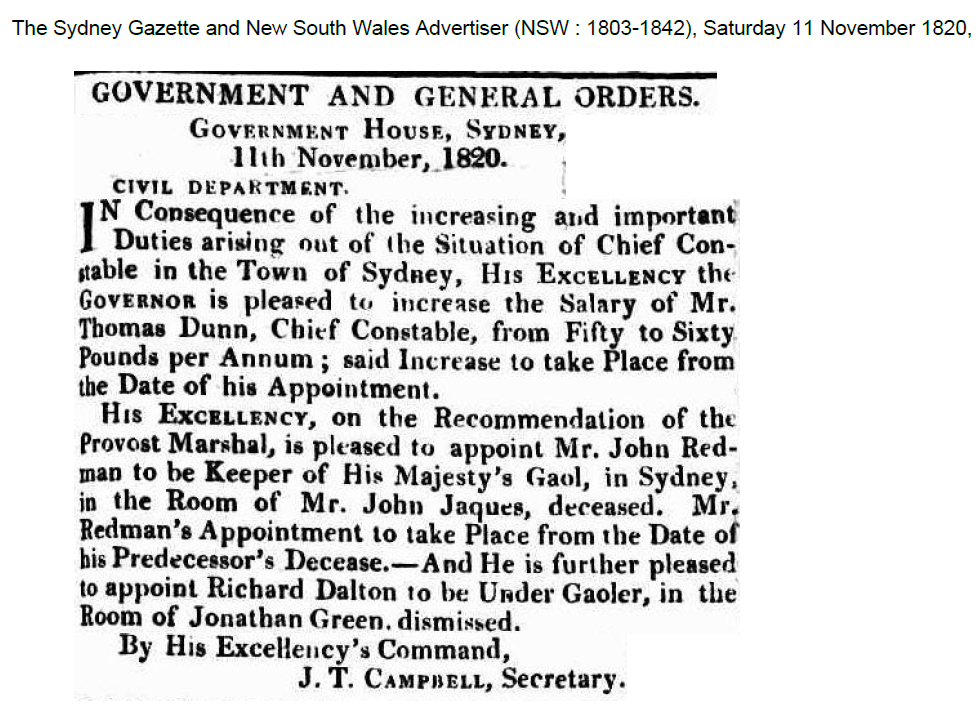 The Sydney Gazette and New South Wales Advertiser (NSW : 1803-1842), Saturday 11 November 1820,
GOVERNMENT AND GENERAL ORDERS.
GOVERNMENT HOUSE, SYDNEY,
11th November, 1820.
CIVIL DEPARTMENT.
IN Consequence of the increasing and important
Duties arising out of the Situation of Chief Con-
stable in the Town of Sydney, HIS EXCELLENCY the
GOVERNOR is pleased to increase the Salary of Mr.
Thomas Dunn, Chief Constable, from Fifty to Sixty
Pounds per Annum ; said Increase to take Place from
the Date of his Appointment.
HIS EXCELLENCY, on the Recommendation of the
Provost Marshal, is pleased to appoint Mr. John Red-
man to be Keeper of His Majesty's Gaol, in Sydney,
in the Room of Mr. John Jaques, deceased. Mr.
Redman's Appointment to take Place from the Date of
his Predecessor's Decease.—And He is further pleased
to appoint Richard Dalton to be Under Gaoler, in the
Room of Jonathan Green, dismissed.
By His Excellency's Command,
J. T. CAMPBELL, Secretary.